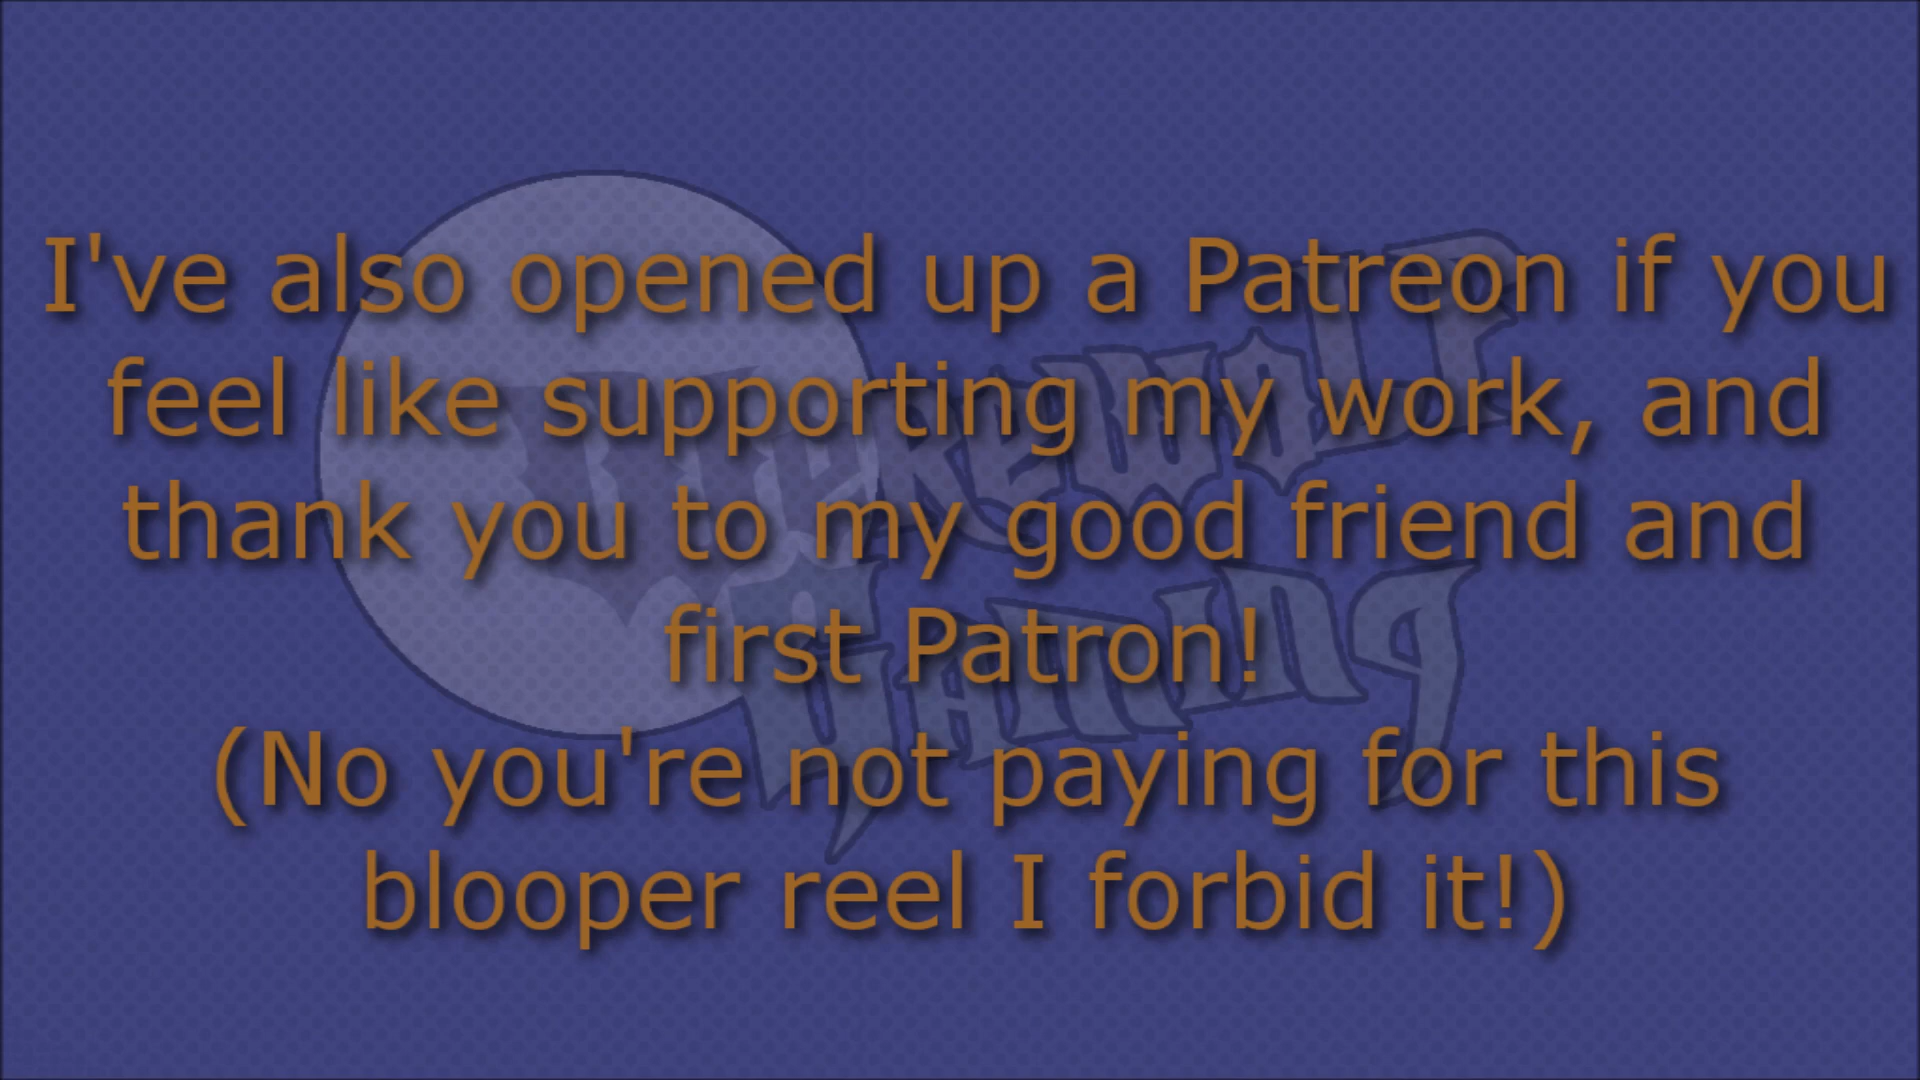 I've also opened up a Patreon if you
feel like supporting my work, and
thank you to my good friend and
first Patron!
(No you're not paying for this
blooper reel I forbid it!)